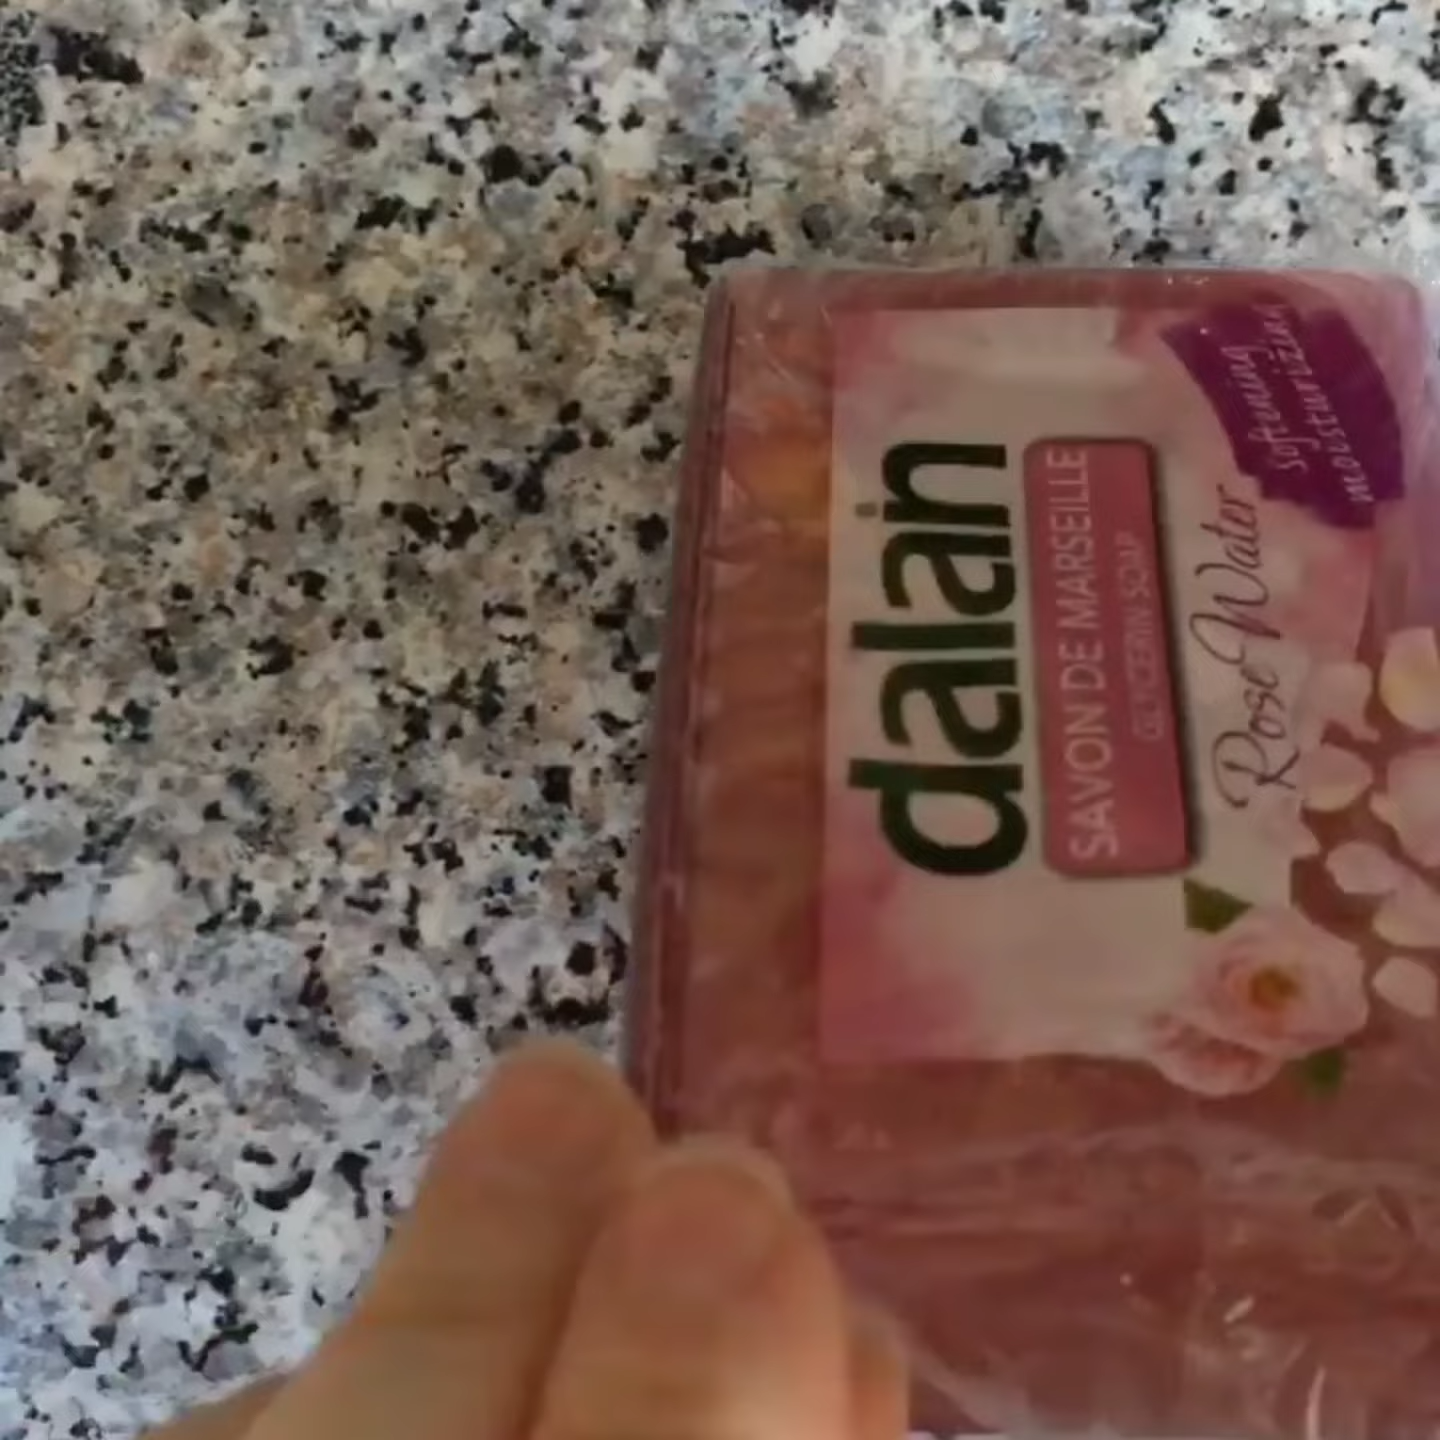 dalan
SAVON DE MARSEILLE
GLYCERIN SOAP
Rose Water
softening
moisturizing